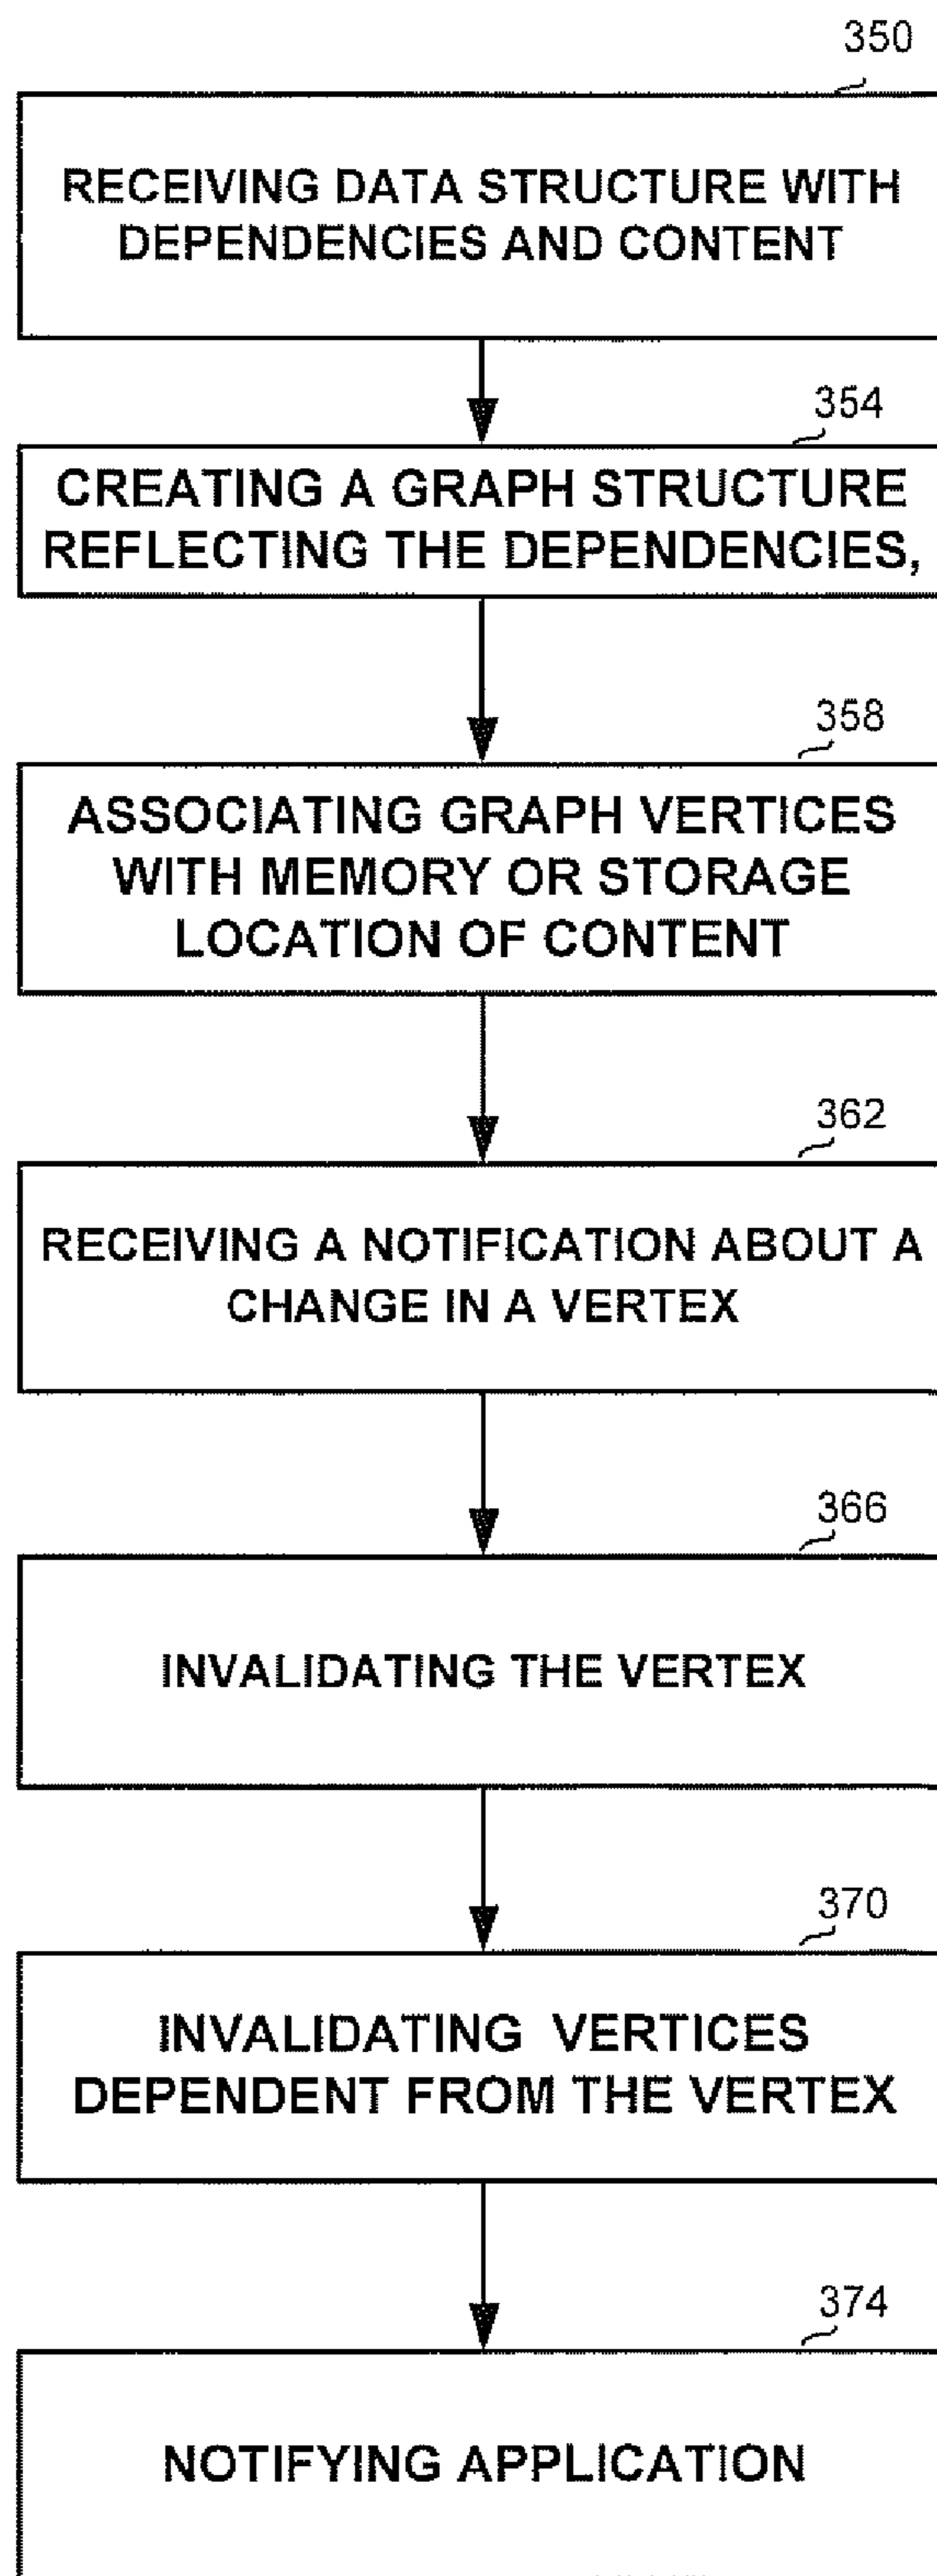 350
RECEIVING DATA STRUCTURE WITH
DEPENDENCIES AND CONTENT
354
CREATING A GRAPH STRUCTURE
REFLECTING THE DEPENDENCIES,
358
ASSOCIATING GRAPH VERTICES
WITH MEMORY OR STORAGE
LOCATION OF CONTENT
362
RECEIVING A NOTIFICATION ABOUT A
CHANGE IN A VERTEX
366
INVALIDATING THE VERTEX
370
INVALIDATING VERTICES
DEPENDENT FROM THE VERTEX
374
NOTIFYING APPLICATION